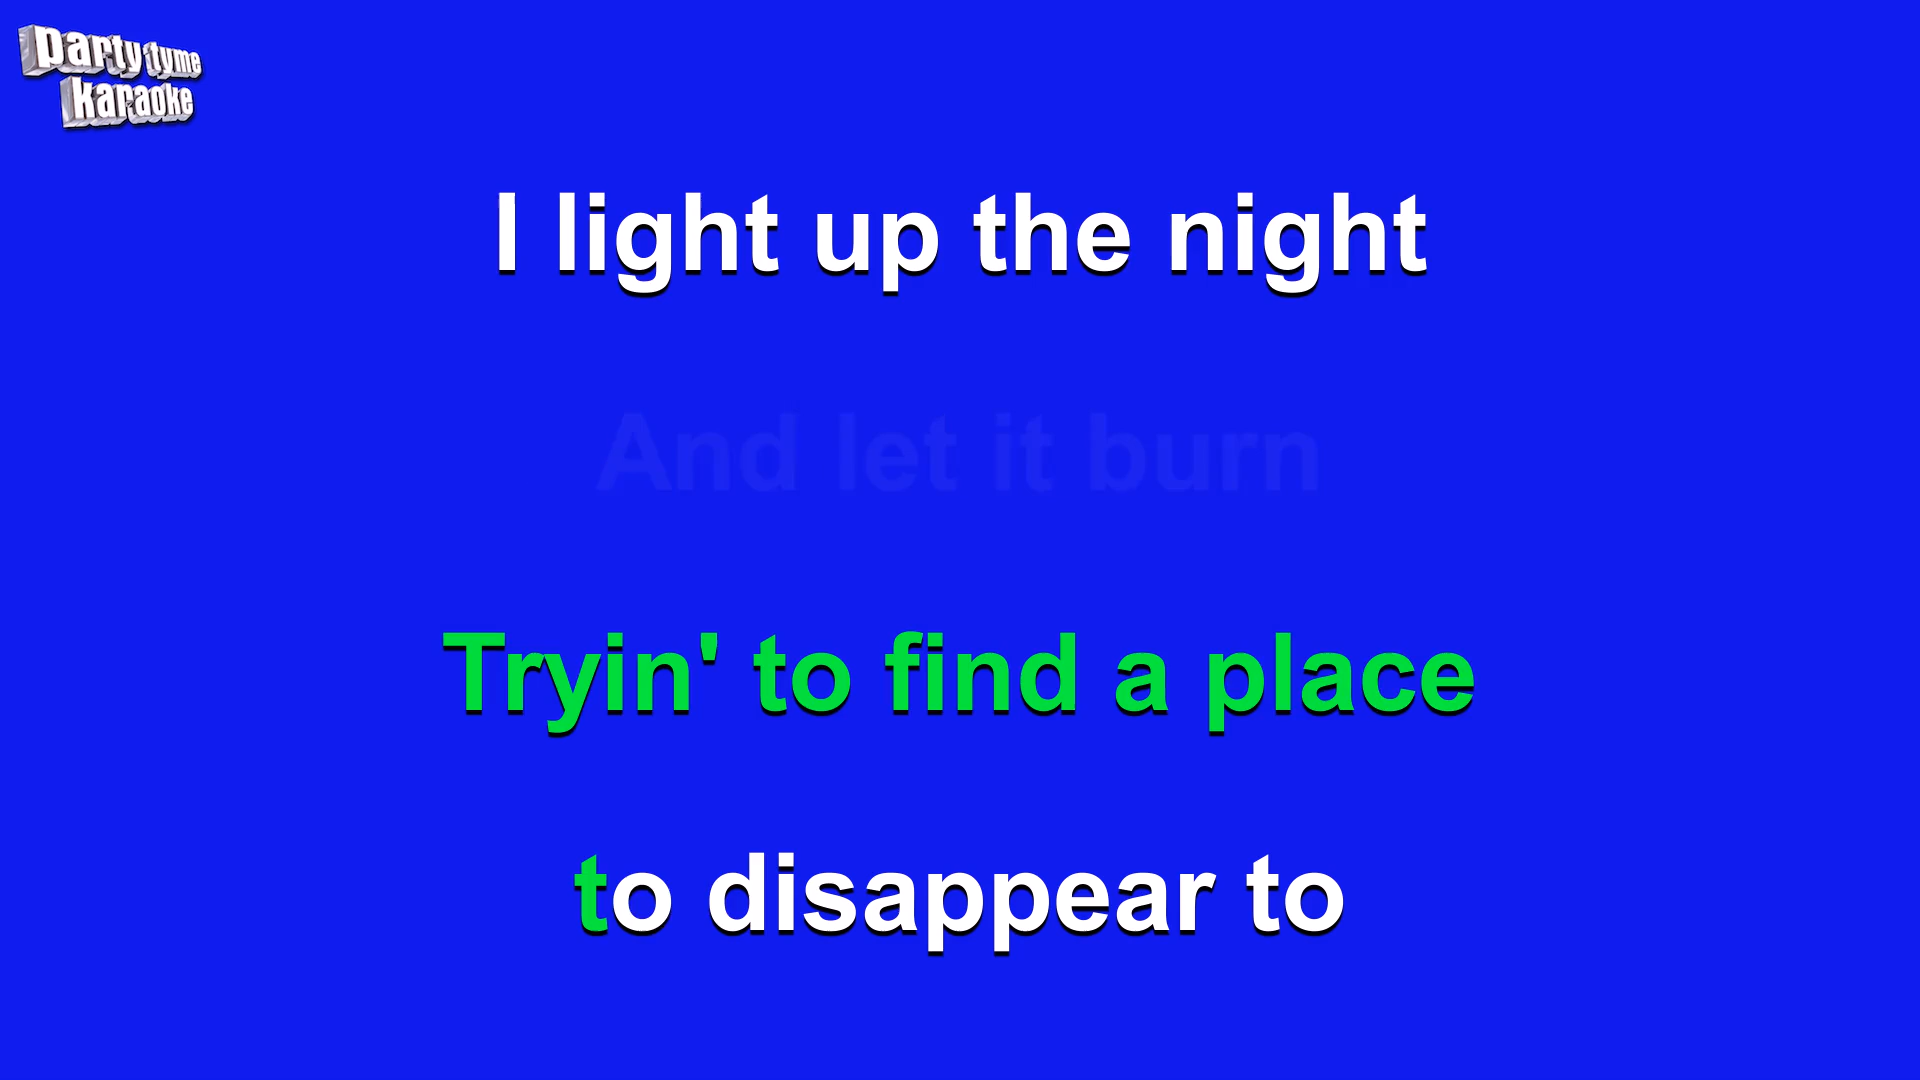 party tyme
karaoke
I light up the night
And let it burn
Tryin' to find a place
to disappear to